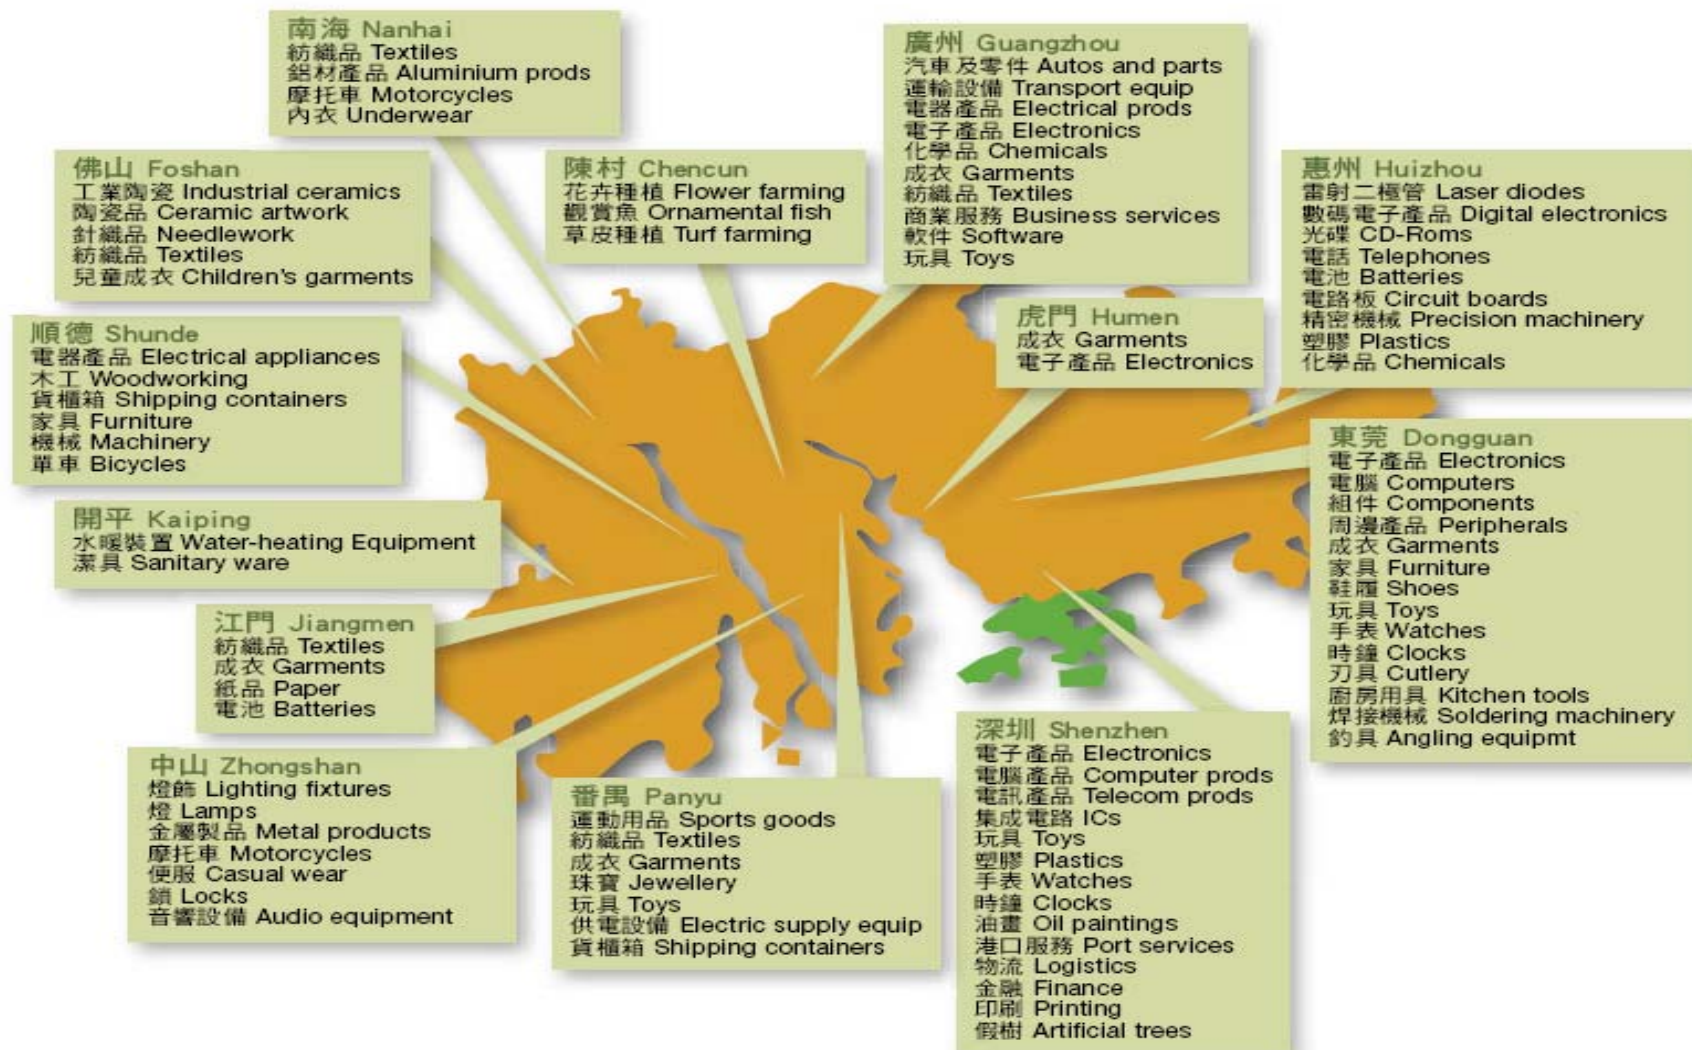 南海 Nanhai
紡織品 Textiles
鋁材產品 Aluminium prods
摩托車 Motorcycles
內衣 Underwear
廣州 Guangzhou
汽車及零件 Autos and parts
運輸設備 Transport equip
電器產品 Electrical prods
電子產品 Electronics
化學品 Chemicals
成衣 Garments
紡織品 Textiles
商業服務 Business services
軟件 Software
玩具 Toys
佛山 Foshan
工業陶瓷 Industrial ceramics
陶瓷品 Ceramic artwork
針織品 Needlework
紡織品 Textiles
兒童成衣 Children's garments
陳村 Chencun
花卉種植 Flower farming
觀賞魚 Ornamental fish
草皮種植 Turf farming
惠州 Huizhou
雷射二極管 Laser diodes
數碼電子產品 Digital electronics
光碟 CD-Roms
電話 Telephones
電池 Batteries
電路板 Circuit boards
精密機械 Precision machinery
塑膠 Plastics
化學品 Chemicals
順德 Shunde
電器產品 Electrical appliances
木工 Woodworking
貨櫃箱 Shipping containers
家具 Furniture
機械 Machinery
單車 Bicycles
虎門 Humen
成衣 Garments
電子產品 Electronics
東莞 Dongguan
電子產品 Electronics
電腦 Computers
組件 Components
周邊產品 Peripherals
成衣 Garments
家具 Furniture
鞋履 Shoes
玩具 Toys
手表 Watches
時鐘 Clocks
刃具 Cutlery
廚房用具 Kitchen tools
焊接機械 Soldering machinery
釣具 Angling equipmt
開平 Kaiping
水暖裝置 Water-heating Equipment
潔具 Sanitary ware
江門 Jiangmen
紡織品 Textiles
成衣 Garments
紙品 Paper
電池 Batteries
中山 Zhongshan
燈飾 Lighting fixtures
燈 Lamps
金屬製品 Metal products
摩托車 Motorcycles
便服 Casual wear
鎖 Locks
音響設備 Audio equipment
番禺 Panyu
運動用品 Sports goods
紡織品 Textiles
成衣 Garments
珠寶 Jewellery
玩具 Toys
供電設備 Electric supply equip
貨櫃箱 Shipping containers
深圳 Shenzhen
電子產品 Electronics
電腦產品 Computer prods
電訊產品 Telecom prods
集成電路 ICs
玩具 Toys
塑膠 Plastics
手表 Watches
時鐘 Clocks
油畫 Oil paintings
港口服務 Port services
物流 Logistics
金融 Finance
印刷 Printing
假樹 Artificial trees